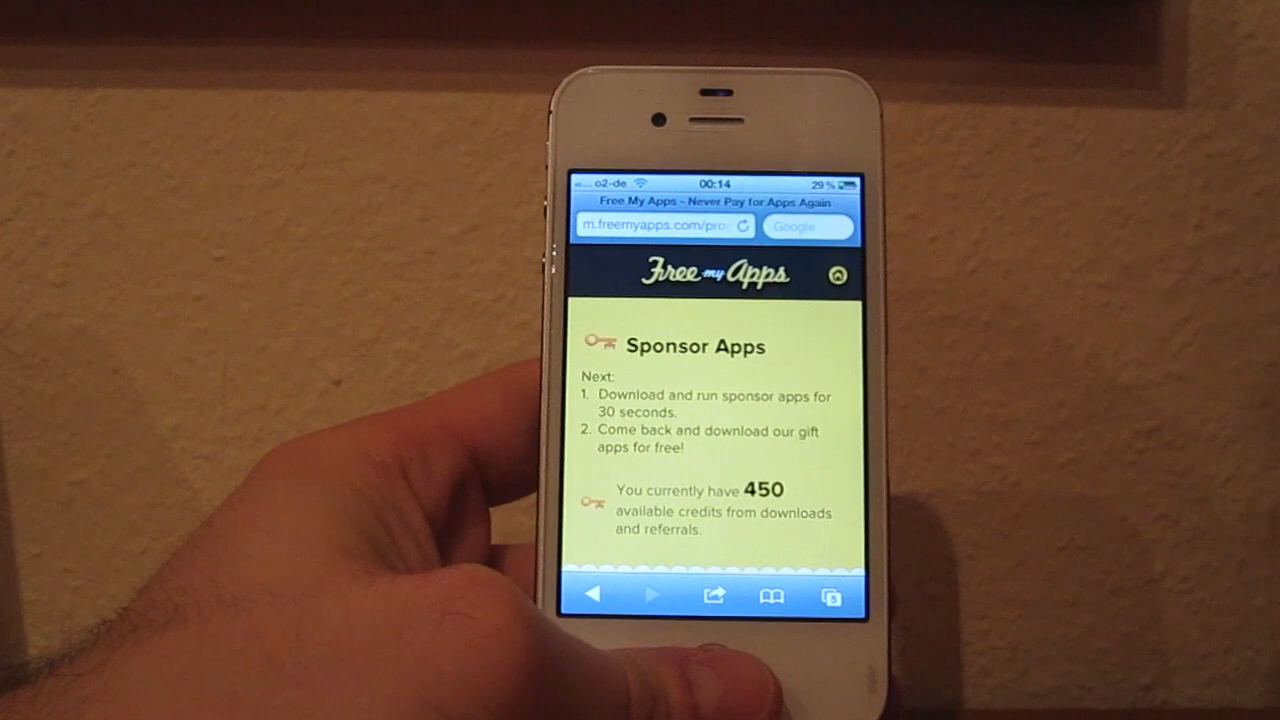 o2-de 00:14 29 %
Free My Apps - Never Pay for Apps Again
m.freemyapps.com/pro Google
Free my Apps
Sponsor Apps
Next:
1. Download and run sponsor apps for
30 seconds.
2. Come back and download our gift
apps for free!
You currently have 450
available credits from downloads
and referrals.
5